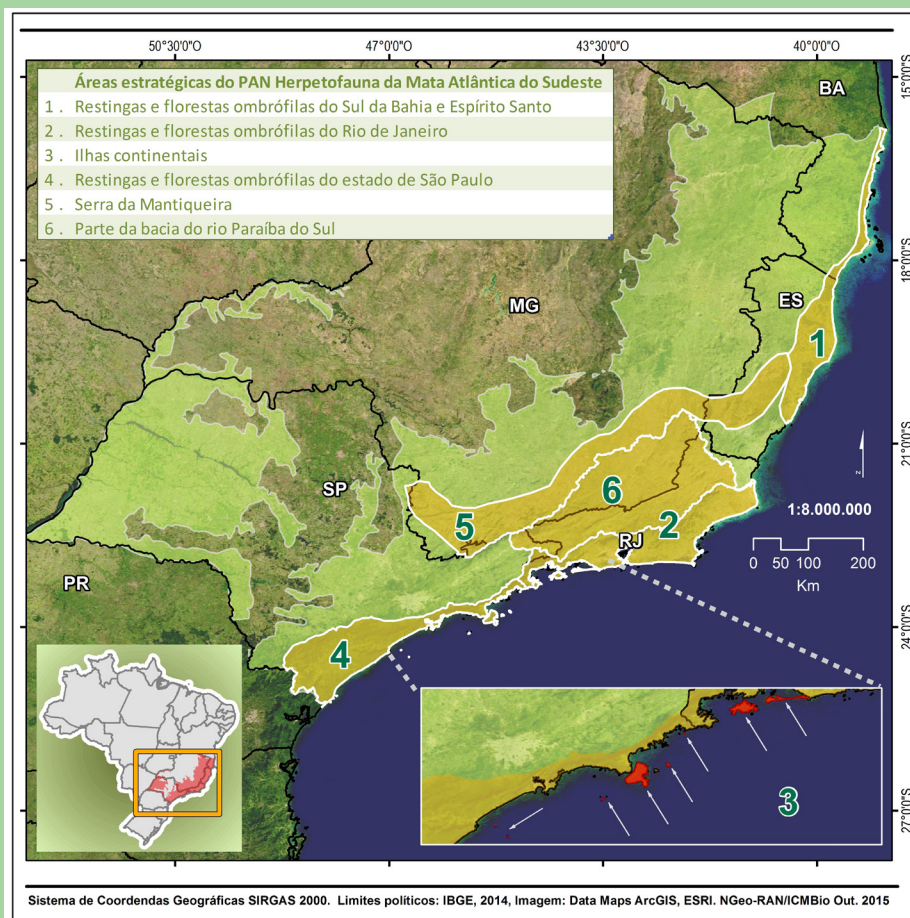 50°30'0"O 47°0'0"O 43°30'0"O 40°0'0"O
Áreas estratégicas do PAN Herpetofauna da Mata Atlântica do Sudeste
1 . Restingas e florestas ombrófilas do Sul da Bahia e Espírito Santo
2 . Restingas e florestas ombrófilas do Rio de Janeiro
3 . Ilhas continentais
4 . Restingas e florestas ombrófilas do estado de São Paulo
5 . Serra da Mantiqueira
6 . Parte da bacia do rio Paraíba do Sul
BA
15°0'0"S
18°0'0"S
MG
ES
1
21°0'0"S
z
SP
6
5
2
1:8.000.000
RJ
0 50 100 200
Km
PR
24°0'0"S
4
3
27°0'0"S
Sistema de Coordendas Geográficas SIRGAS 2000. Limites políticos: IBGE, 2014, Imagem: Data Maps ArcGIS, ESRI. NGeo-RAN/ICMBio Out. 2015